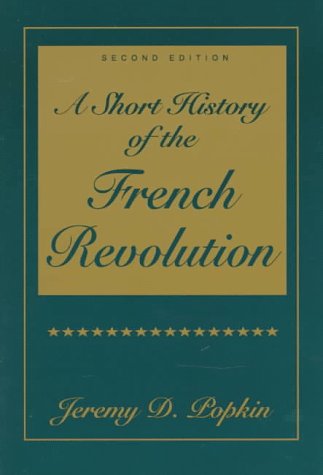 SECOND EDITION
A Short History
of the
French
Revolution
Jeremy D. Popkin